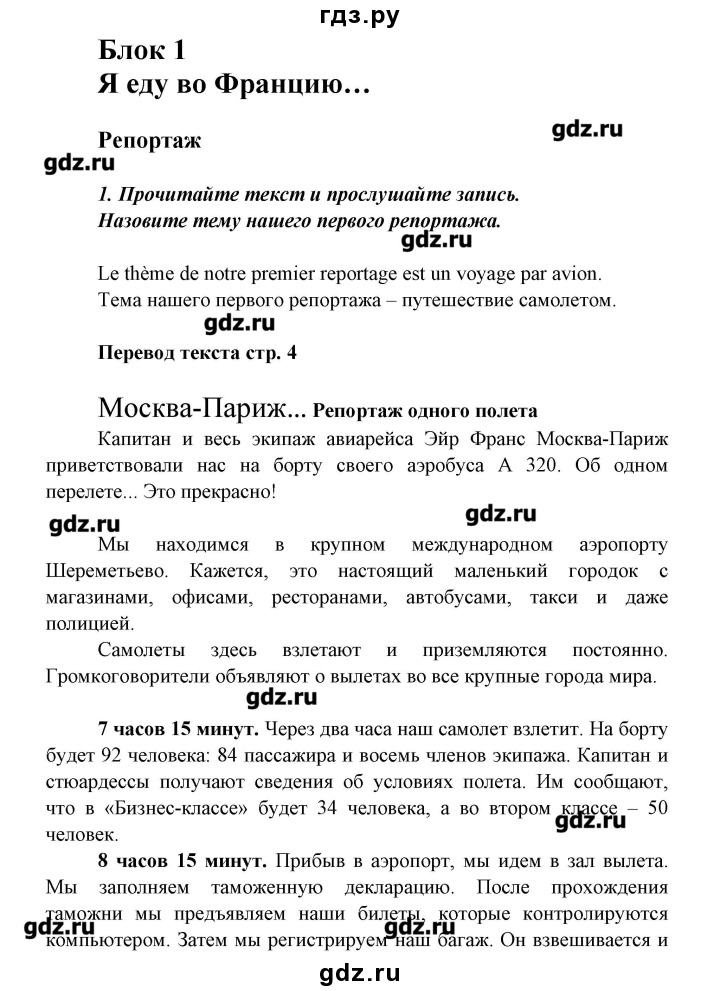 гдз.ру
Блок 1
Я еду во Францию…
Репортаж
gdz.ru
gdz.ru
1. Прочитайте текст и прослушайте запись.
Назовите тему нашего первого репортажа.
gdz.ru
Le thème de notre premier reportage est un voyage par avion.
Тема нашего первого репортажа – путешествие самолетом.
gdz.ru
Перевод текста стр. 4
Москва-Париж... Репортаж одного полета
Капитан и весь экипаж авиарейса Эйр Франс Москва-Париж
приветствовали нас на борту своего аэробуса А 320. Об одном
перелете... Это прекрасно!
gdz.ru
gdz.ru
Мы находимся в крупном международном аэропорту
Шереметьево. Кажется, это настоящий маленький городок с
магазинами, офисами, ресторанами, автобусами, такси и даже
полицией.
Самолеты здесь взлетают и приземляются постоянно.
Громкоговорители объявляют о вылетах во все крупные города мира.
gdz.ru
7 часов 15 минут. Через два часа наш самолет взлетит. На борту
будет 92 человека: 84 пассажира и восемь членов экипажа. Капитан и
стюардессы получают сведения об условиях полета. Им сообщают,
что в «Бизнес-классе» будет 34 человека, а во втором классе – 50
gdz.ru
человек.
8 часов 15 минут. Прибыв в аэропорт, мы идем в зал вылета.
Мы заполняем таможенную декларацию. После прохождения
таможни мы предъявляем наши билеты, которые контролируются
gdz.ru
gdz.ru
компьютером. Затем мы регистрируем наш багаж. Он взвешивается и
gdz.ru